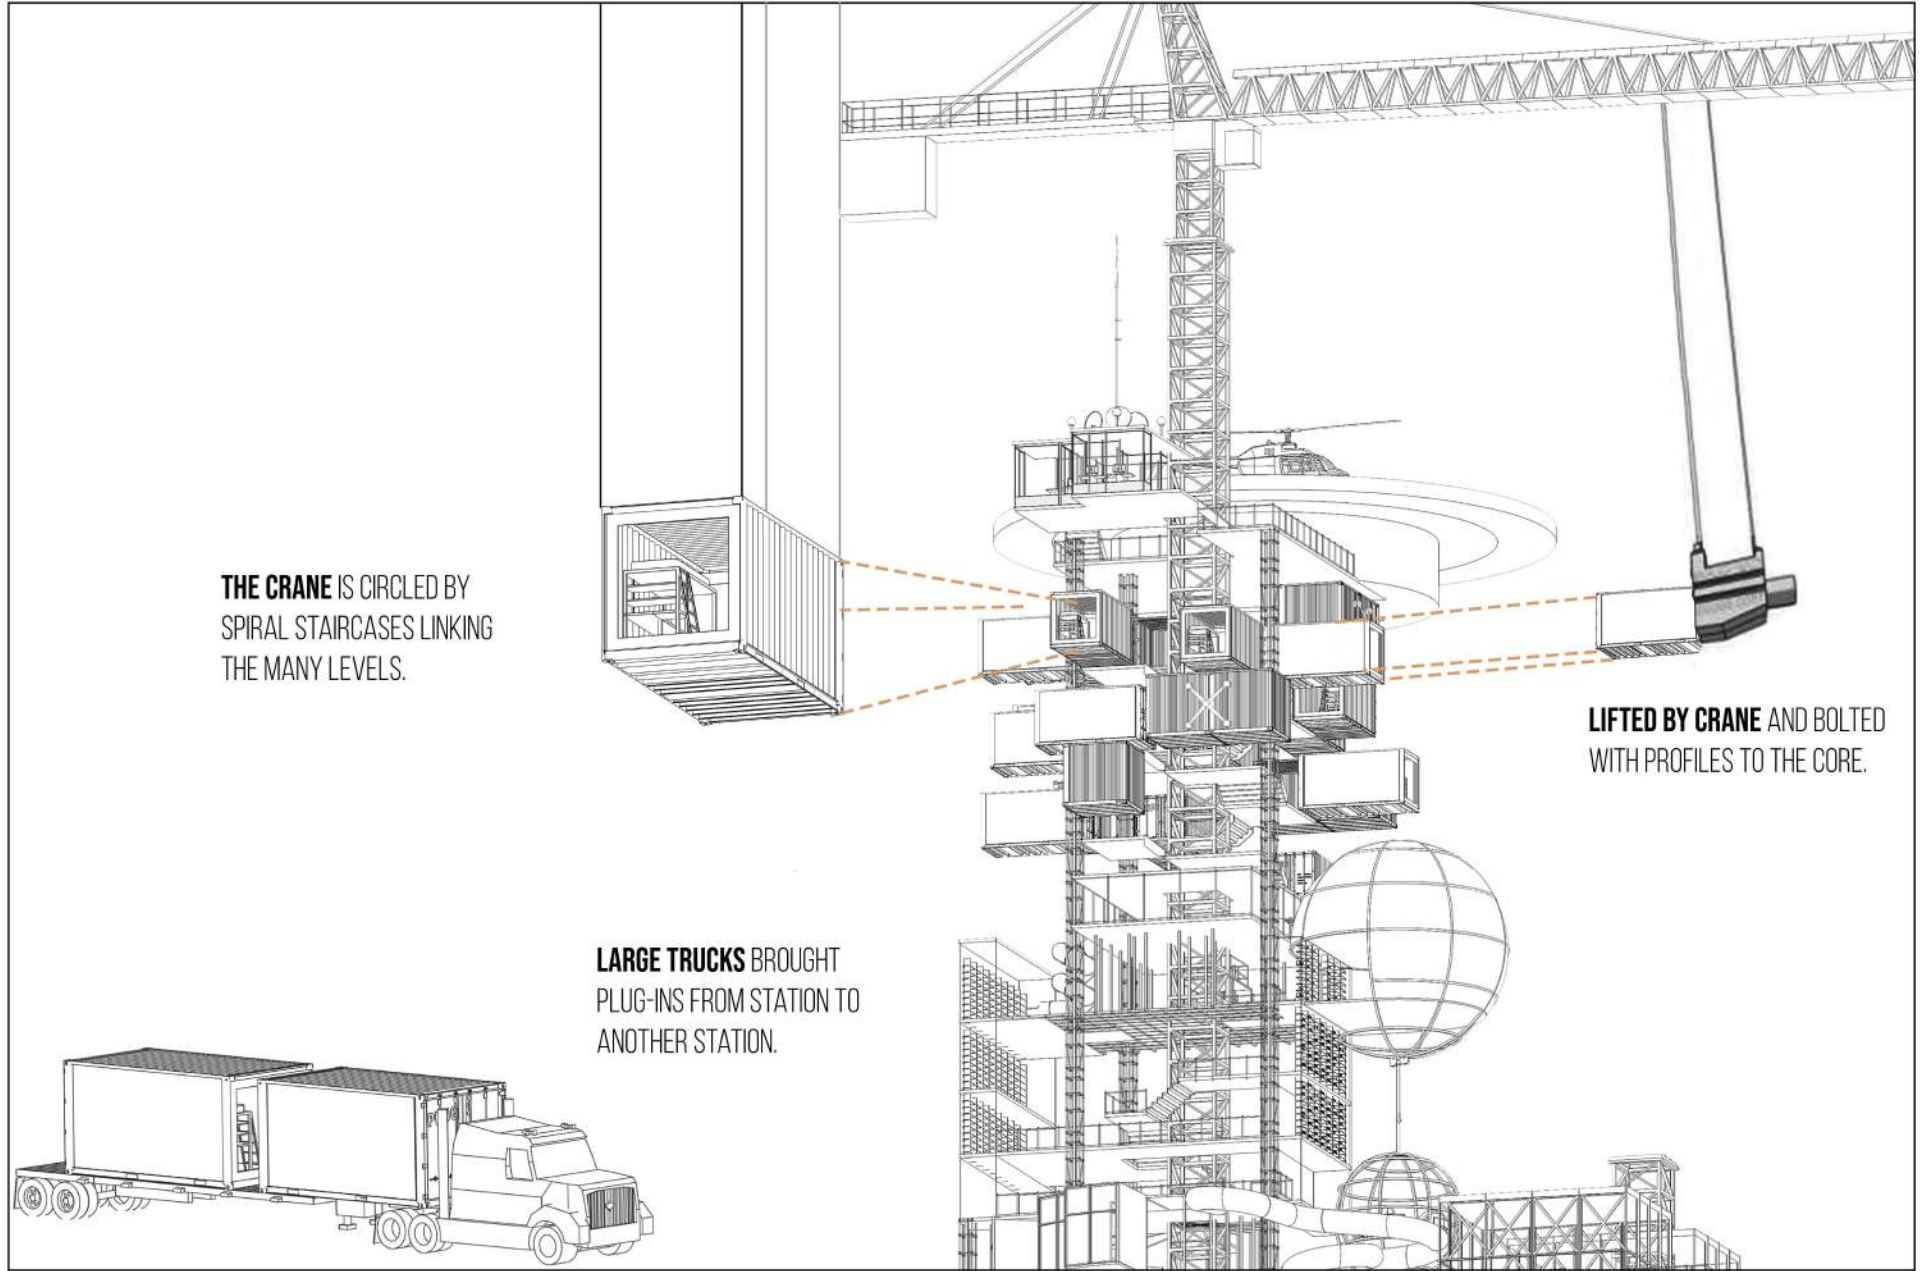 THE CRANE IS CIRCLED BY
SPIRAL STAIRCASES LINKING
THE MANY LEVELS.
LIFTED BY CRANE AND BOLTED
WITH PROFILES TO THE CORE.
LARGE TRUCKS BROUGHT
PLUG-INS FROM STATION TO
ANOTHER STATION.